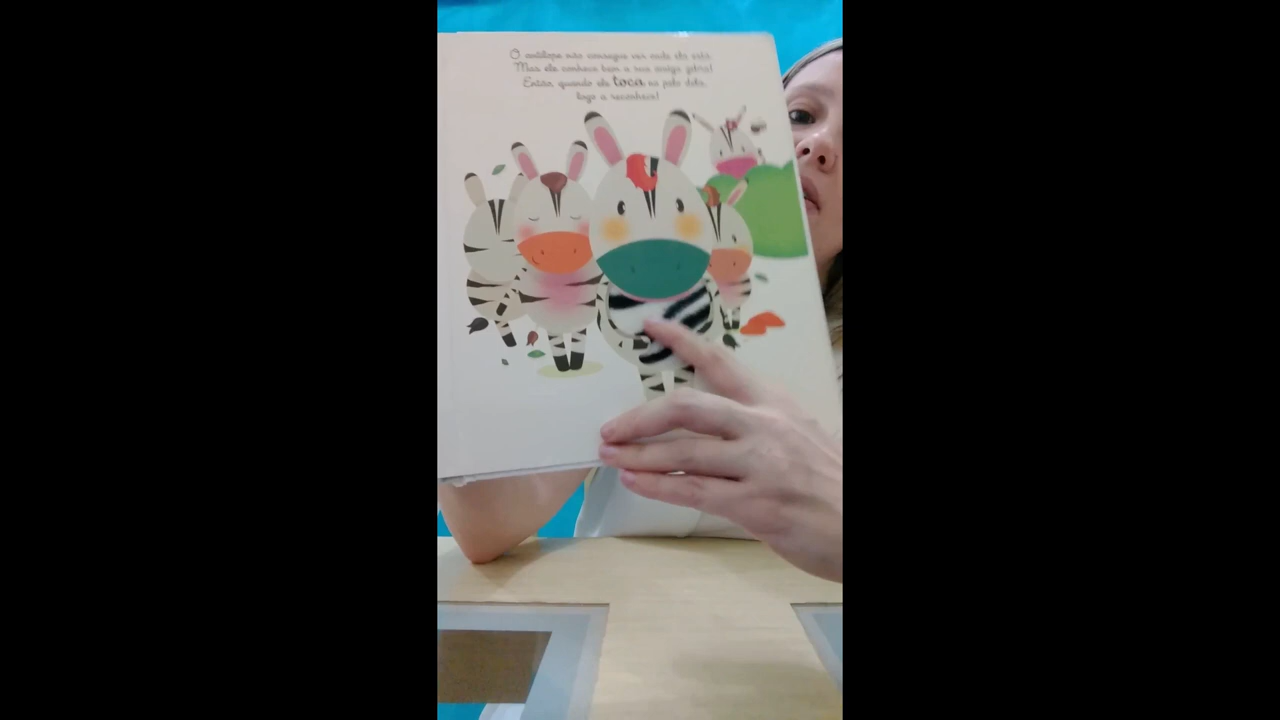 O antílope não consegue ver onde ela está.
Mas ele conhece bem a sua amiga zebra!
Então, quando ele toca no pelo dela,
logo a reconhece!